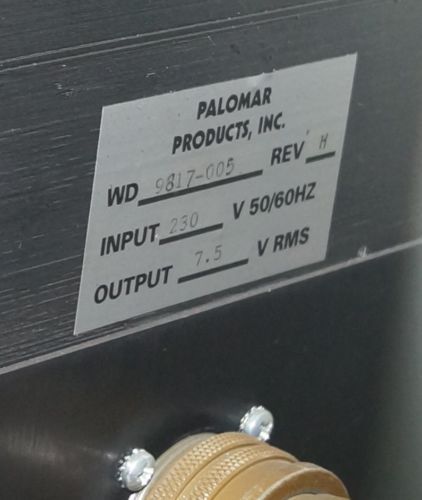 PALOMAR
PRODUCTS, INC.
WD 9817-005 REV H
INPUT 230 V 50/60HZ
OUTPUT 7.5 V RMS